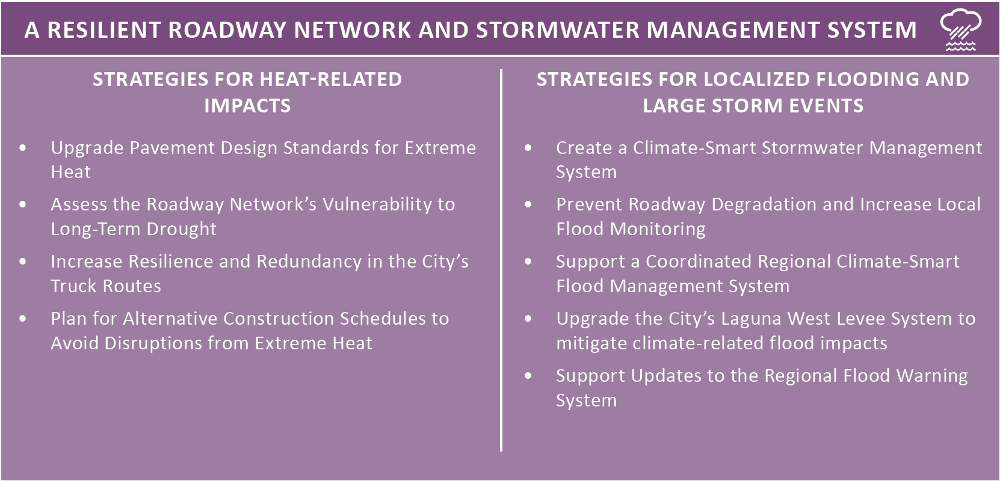 A RESILIENT ROADWAY NETWORK AND STORMWATER MANAGEMENT SYSTEM
STRATEGIES FOR HEAT-RELATED
IMPACTS
• Upgrade Pavement Design Standards for Extreme
Heat
• Assess the Roadway Network’s Vulnerability to
Long-Term Drought
• Increase Resilience and Redundancy in the City’s
Truck Routes
• Plan for Alternative Construction Schedules to
Avoid Disruptions from Extreme Heat
STRATEGIES FOR LOCALIZED FLOODING AND
LARGE STORM EVENTS
• Create a Climate-Smart Stormwater Management
System
• Prevent Roadway Degradation and Increase Local
Flood Monitoring
• Support a Coordinated Regional Climate-Smart
Flood Management System
• Upgrade the City’s Laguna West Levee System to
mitigate climate-related flood impacts
• Support Updates to the Regional Flood Warning
System